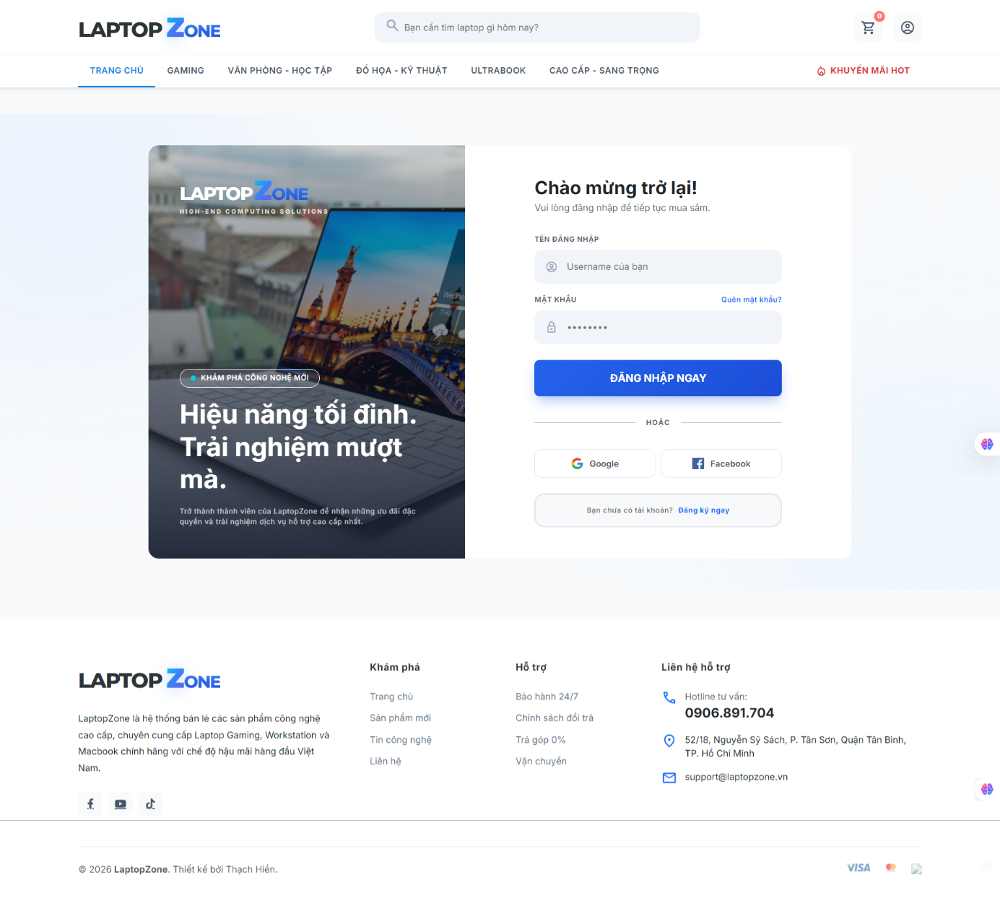 LAPTOP ZONE
Bạn cần tìm laptop gì hôm nay?
0
TRANG CHỦ
GAMING
VĂN PHÒNG - HỌC TẬP
ĐỒ HỌA - KỸ THUẬT
ULTRABOOK
CAO CẤP - SANG TRỌNG
KHUYẾN MÃI HOT
LAPTOP ZONE
HIGH-END COMPUTING SOLUTIONS
KHÁM PHÁ CÔNG NGHỆ MỚI
Hiệu năng tối đỉnh.
Trải nghiệm mượt
mà.
Trở thành thành viên của LaptopZone để nhận những ưu đãi đặc
quyền và trải nghiệm dịch vụ hỗ trợ cao cấp nhất.
Chào mừng trở lại!
Vui lòng đăng nhập để tiếp tục mua sắm.
TÊN ĐĂNG NHẬP
Username của bạn
MẬT KHẨU
Quên mật khẩu?
••••••••
ĐĂNG NHẬP NGAY
HOẶC
Google
Facebook
Bạn chưa có tài khoản? Đăng ký ngay
LAPTOP ZONE
LaptopZone là hệ thống bán lẻ các sản phẩm công nghệ
cao cấp, chuyên cung cấp Laptop Gaming, Workstation và
Macbook chính hãng với chế độ hậu mãi hàng đầu Việt
Nam.
Khám phá
Trang chủ
Sản phẩm mới
Tin công nghệ
Liên hệ
Hỗ trợ
Bảo hành 24/7
Chính sách đổi trả
Trả góp 0%
Vận chuyển
Liên hệ hỗ trợ
Hotline tư vấn:
0906.891.704
52/18, Nguyễn Sỹ Sách, P. Tân Sơn, Quận Tân Bình,
TP. Hồ Chí Minh
support@laptopzone.vn
© 2026 LaptopZone. Thiết kế bởi Thạch Hiền.
VISA